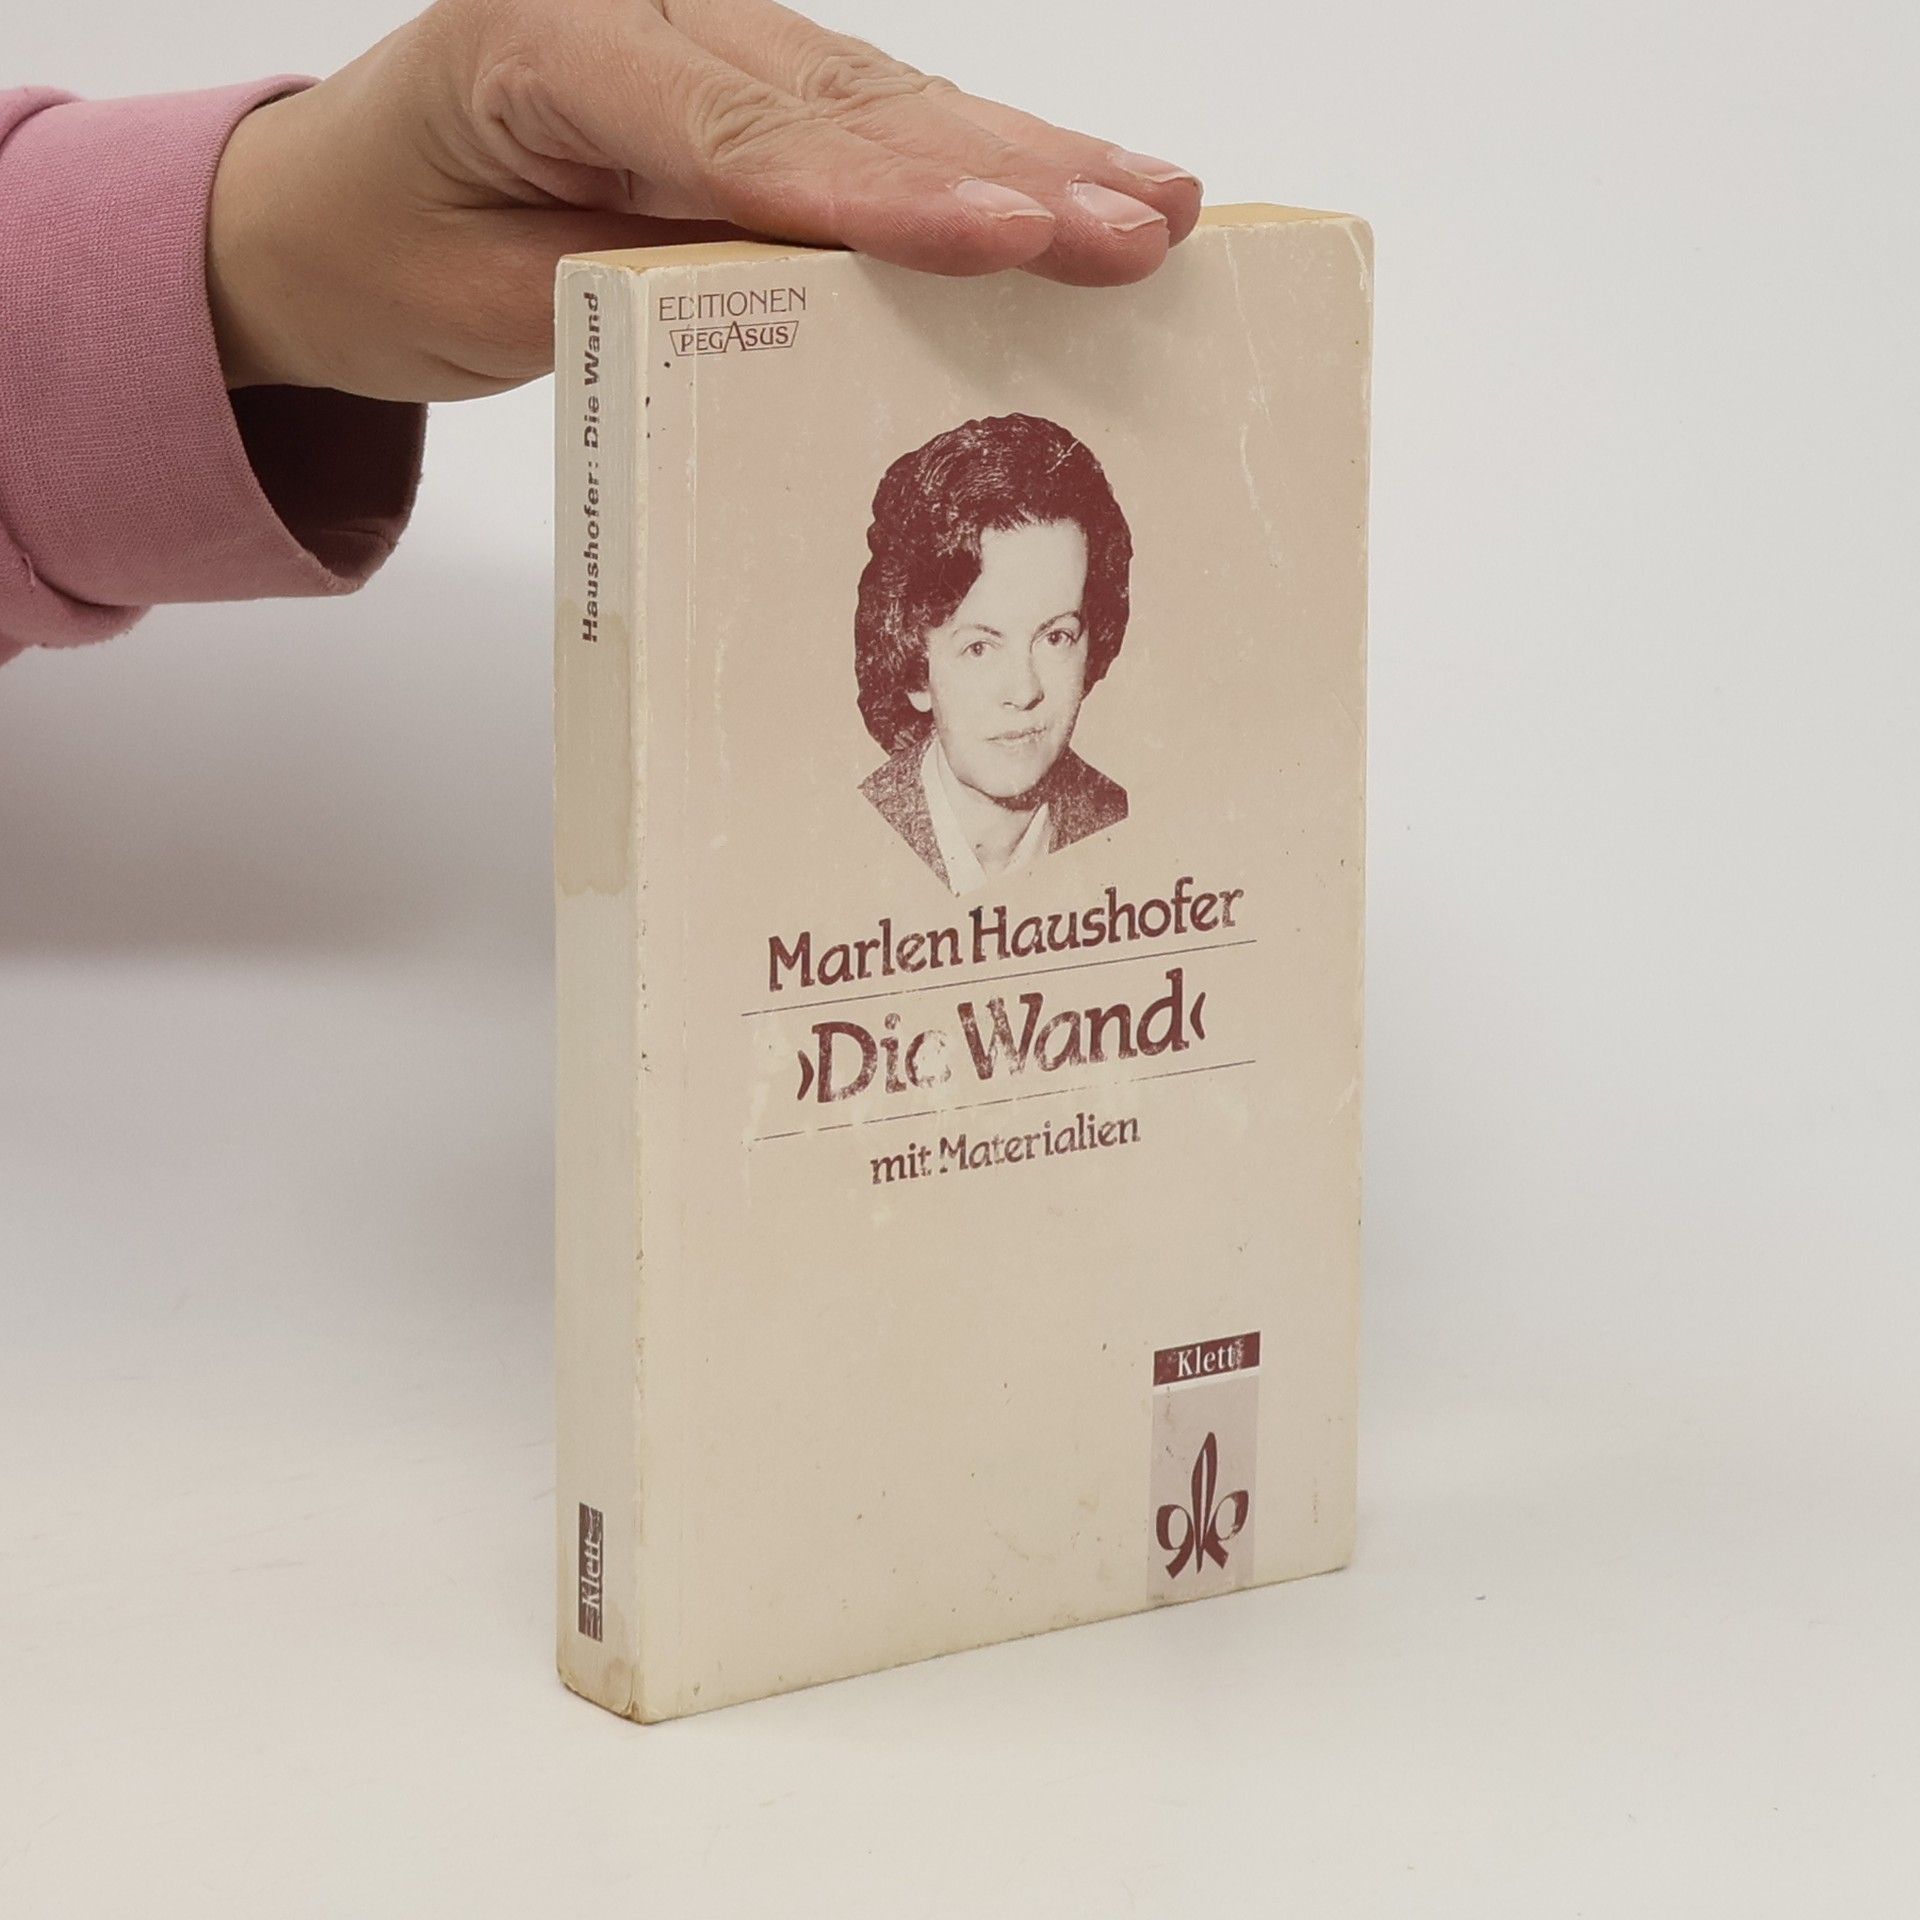 EDITIONEN
PEGASUS
Haushofer: Die Wand
Marlen Haushofer
›Die Wand‹
mit Materialien
Klett
Klett